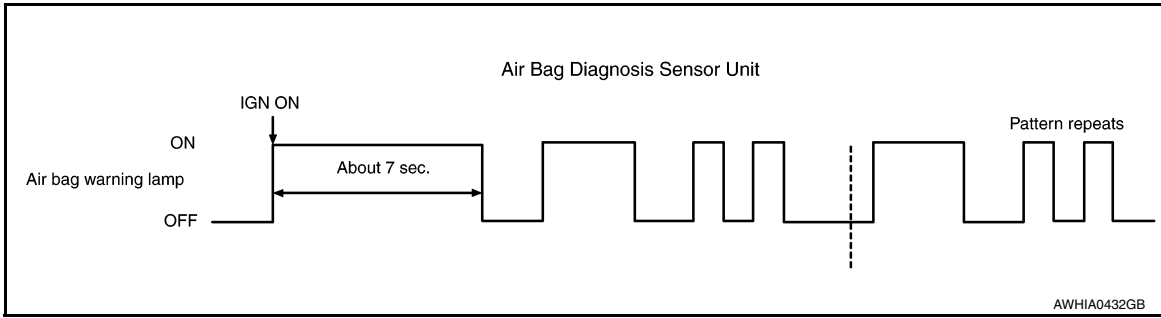 Air Bag Diagnosis Sensor Unit
IGN ON
ON
Pattern repeats
About 7 sec.
Air bag warning lamp
OFF
AWHIA0432GB